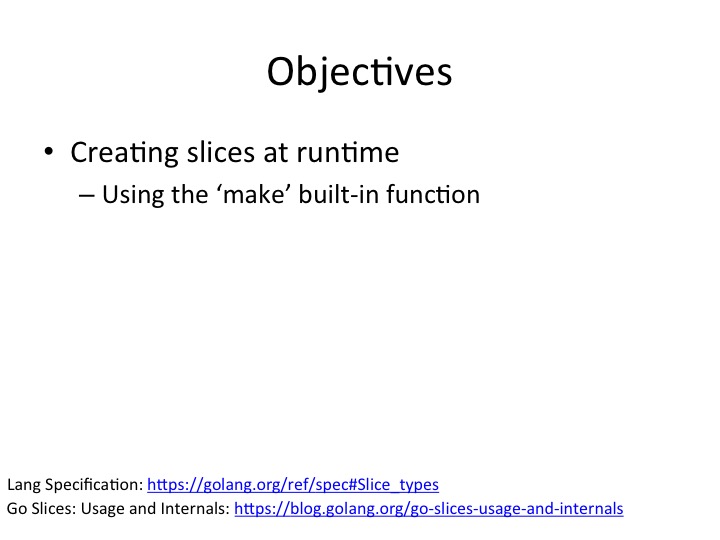 Objectives
• Creating slices at runtime
– Using the ‘make’ built-in function
Lang Specification: https://golang.org/ref/spec#Slice_types
Go Slices: Usage and Internals: https://blog.golang.org/go-slices-usage-and-internals